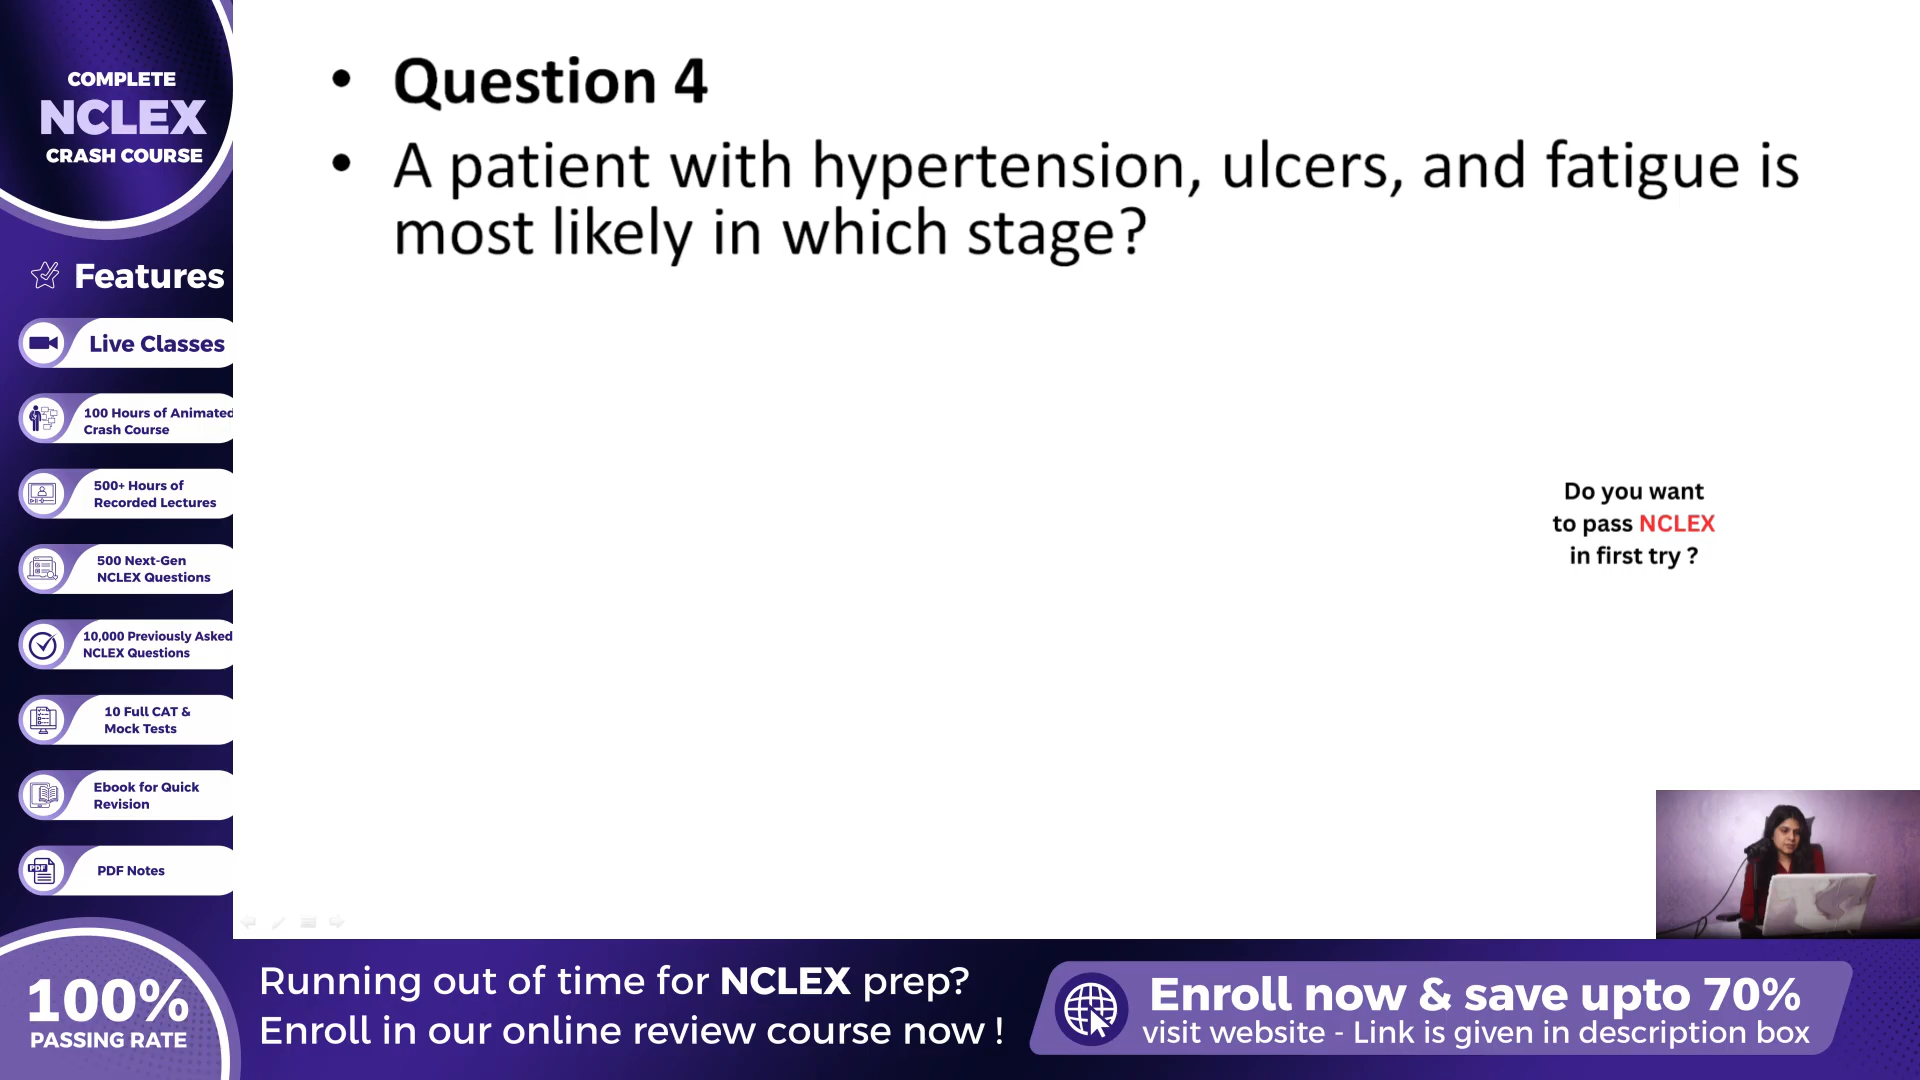 COMPLETE
NCLEX
CRASH COURSE
Features
Live Classes
100 Hours of Animated
Crash Course
500+ Hours of
Recorded Lectures
500 Next-Gen
NCLEX Questions
10,000 Previously Asked
NCLEX Questions
10 Full CAT &
Mock Tests
Ebook for Quick
Revision
PDF
PDF Notes
100%
PASSING RATE
• Question 4
• A patient with hypertension, ulcers, and fatigue is
most likely in which stage?
Do you want
to pass NCLEX
in first try ?
Running out of time for NCLEX prep?
Enroll in our online review course now !
Enroll now & save upto 70%
visit website - Link is given in description box